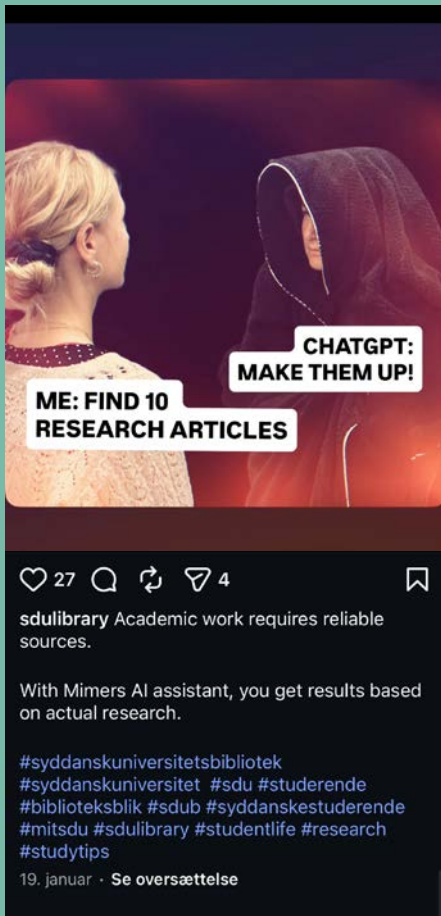 CHATGPT:
MAKE THEM UP!
ME: FIND 10
RESEARCH ARTICLES
27 4
sdulibrary Academic work requires reliable
sources.
With Mimers AI assistant, you get results based
on actual research.
#syddanskuniversitetsbibliotek
#syddanskuniversitet #sdu #studerende
#biblioteksblik #sdub #syddanskestuderende
#mitsdu #sdulibrary #studentlife #research
#studytips
19. januar · Se oversættelse